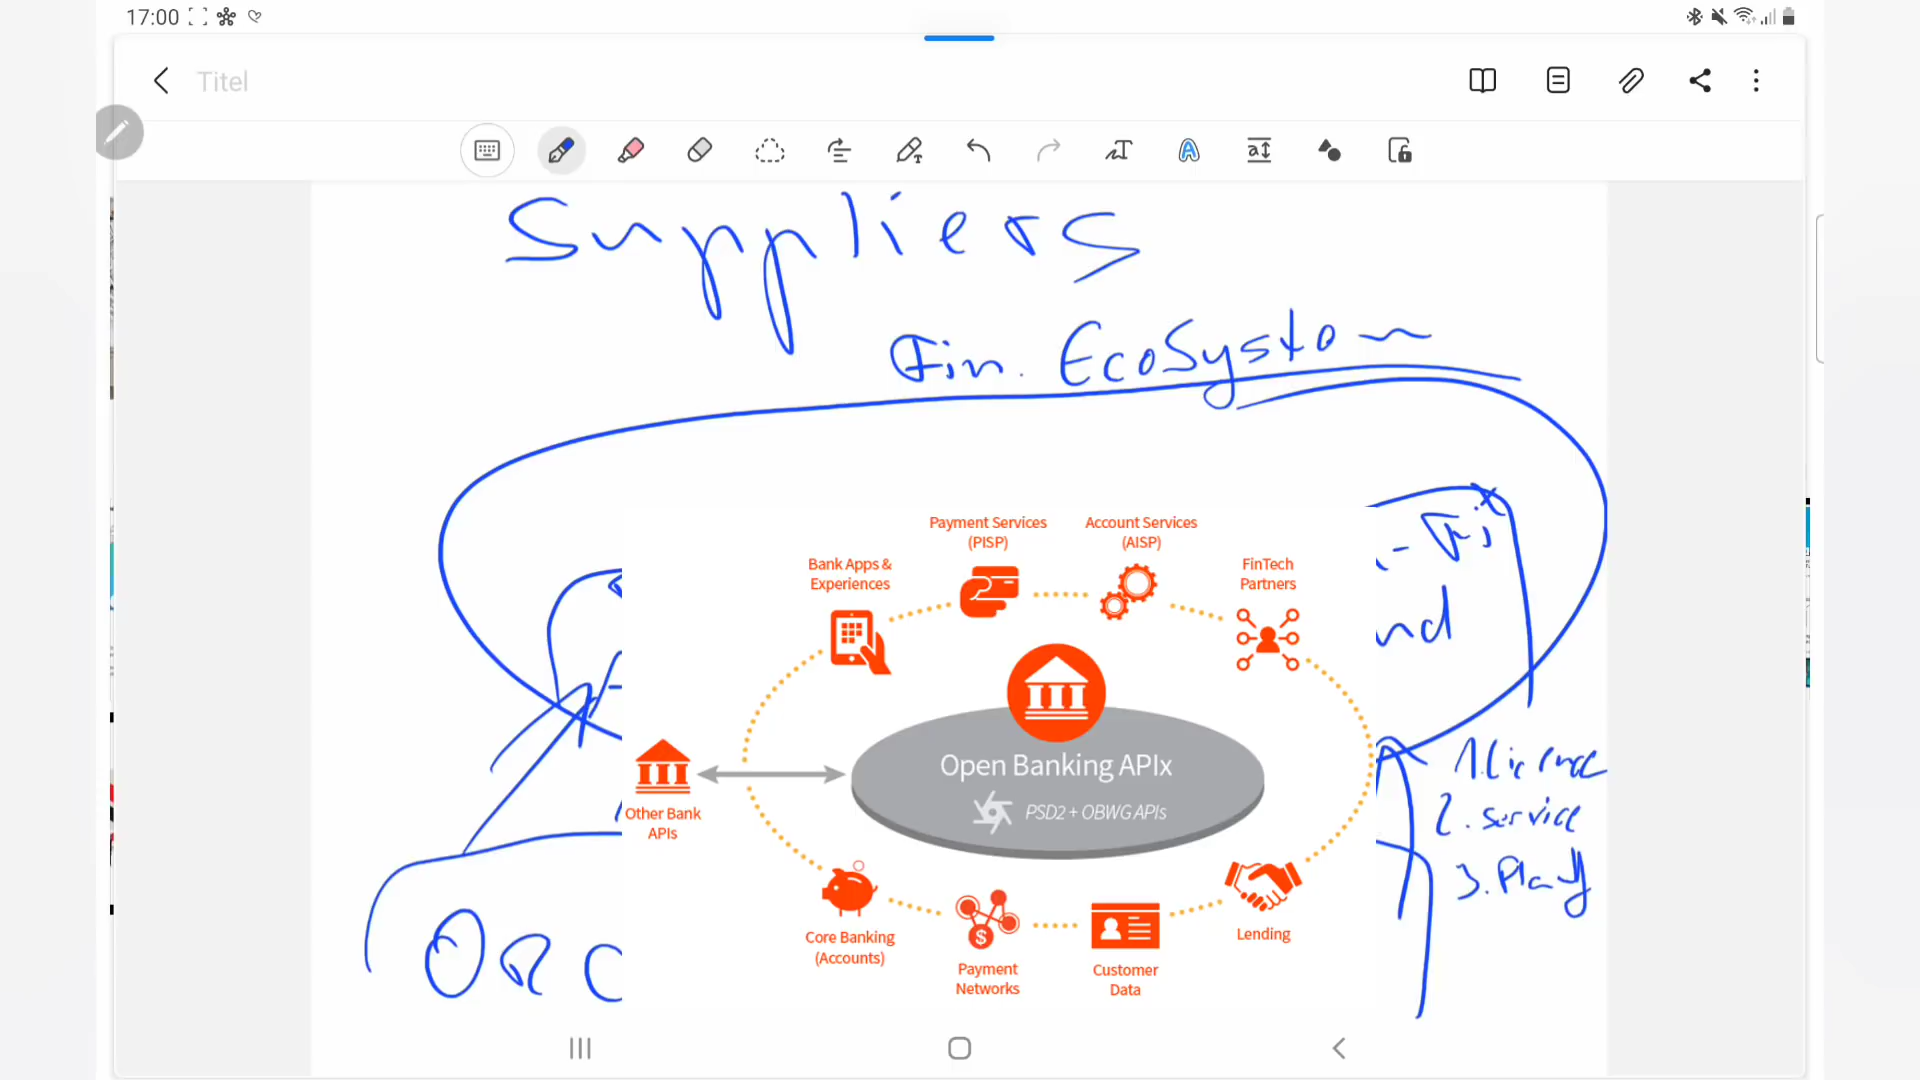 17:00
Titel
Suppliers
Fin. EcoSystem
Payment Services
(PISP)
Account Services
(AISP)
Bank Apps &
Experiences
FinTech
Partners
Fit
nd
Open Banking APIx
PSD2 + OBWG APIs
Other Bank
APIs
1.
2. service
3. Platf
Core Banking
(Accounts)
Payment
Networks
Customer
Data
Lending